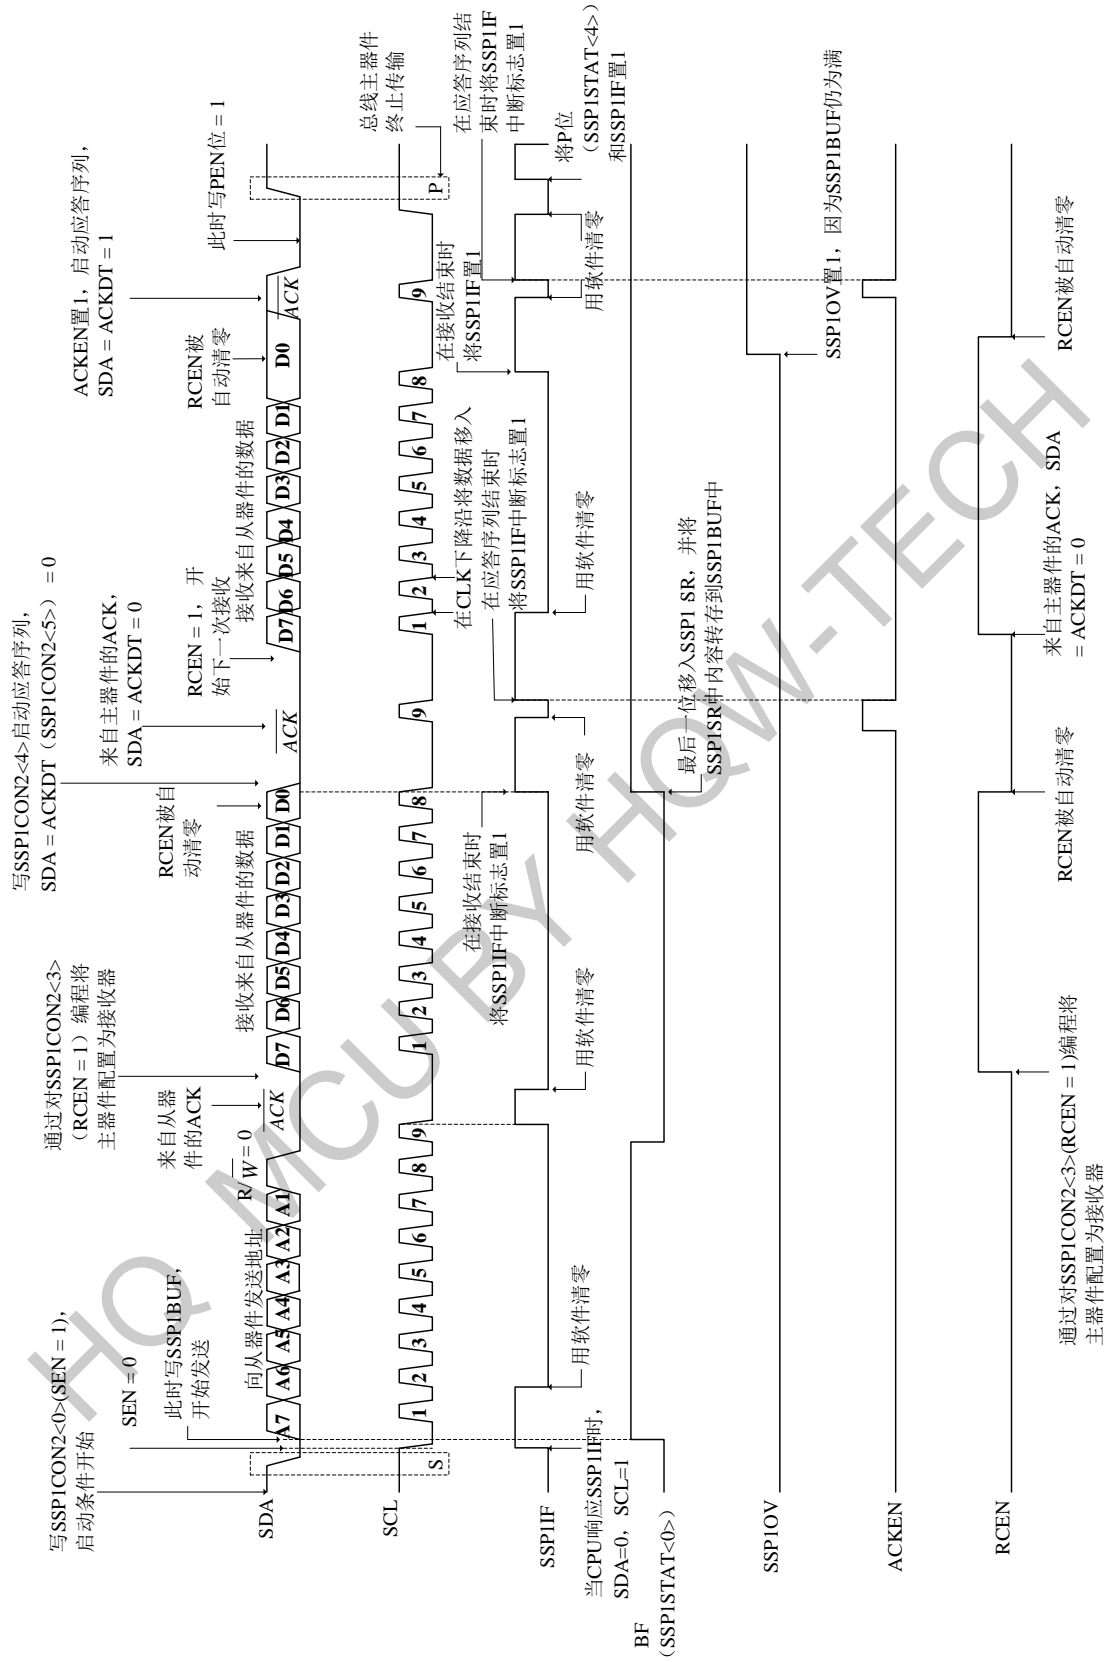 写SSP1CON2<0>(SEN = 1),
启动条件开始
SEN = 0
此时写SSP1BUF,
开始发送
向从器件发送地址
R/W = 0
来自从器
件的ACK
通过对SSP1CON2<3>
（RCEN = 1）编程将
主器件配置为接收器
接收来自从器件的数据
RCEN被自
动清零
写SSP1CON2<4>启动应答序列,
SDA = ACKDT（SSP1CON2<5>）= 0
来自主器件的ACK,
SDA = ACKDT = 0
RCEN = 1，开
始下一次接收
接收来自从器件的数据
RCEN被
自动清零
ACKEN置1，启动应答序列,
SDA = ACKDT = 1
此时写PEN位 = 1
SDA
A7 A6 A5 A4 A3 A2 A1
ACK
D7 D6 D5 D4 D3 D2 D1 D0
ACK
D7 D6 D5 D4 D3 D2 D1 D0
ACK
总线主器件
终止传输
SCL
S
1 2 3 4 5 6 7 8 9
1 2 3 4 5 6 7 8 9
1 2 3 4 5 6 7 8 9
P
在接收结束时
将SSP1IF中断标志置1
在CLK下降沿将数据移入
在应答序列结束时
将SSP1IF中断标志置1
在接收结束时
将SSP1IF置1
在应答序列结
束时将SSP1IF
中断标志置1
SSP1IF
当CPU响应SSP1IF时,
SDA=0, SCL=1
用软件清零
用软件清零
用软件清零
用软件清零
用软件清零
将P位
（SSP1STAT<4>）
和SSP1IF置1
BF
（SSP1STAT<0>）
最后一位移入SSP1 SR，并将
SSP1SR中内容转存到SSP1BUF中
SSP1OV
SSP1OV置1，因为SSP1BUF仍为满
ACKEN
RCEN
通过对SSP1CON2<3>(RCEN = 1)编程将
主器件配置为接收器
RCEN被自动清零
来自主器件的ACK, SDA
= ACKDT = 0
RCEN被自动清零
HQ MCU BY HQW-TECH